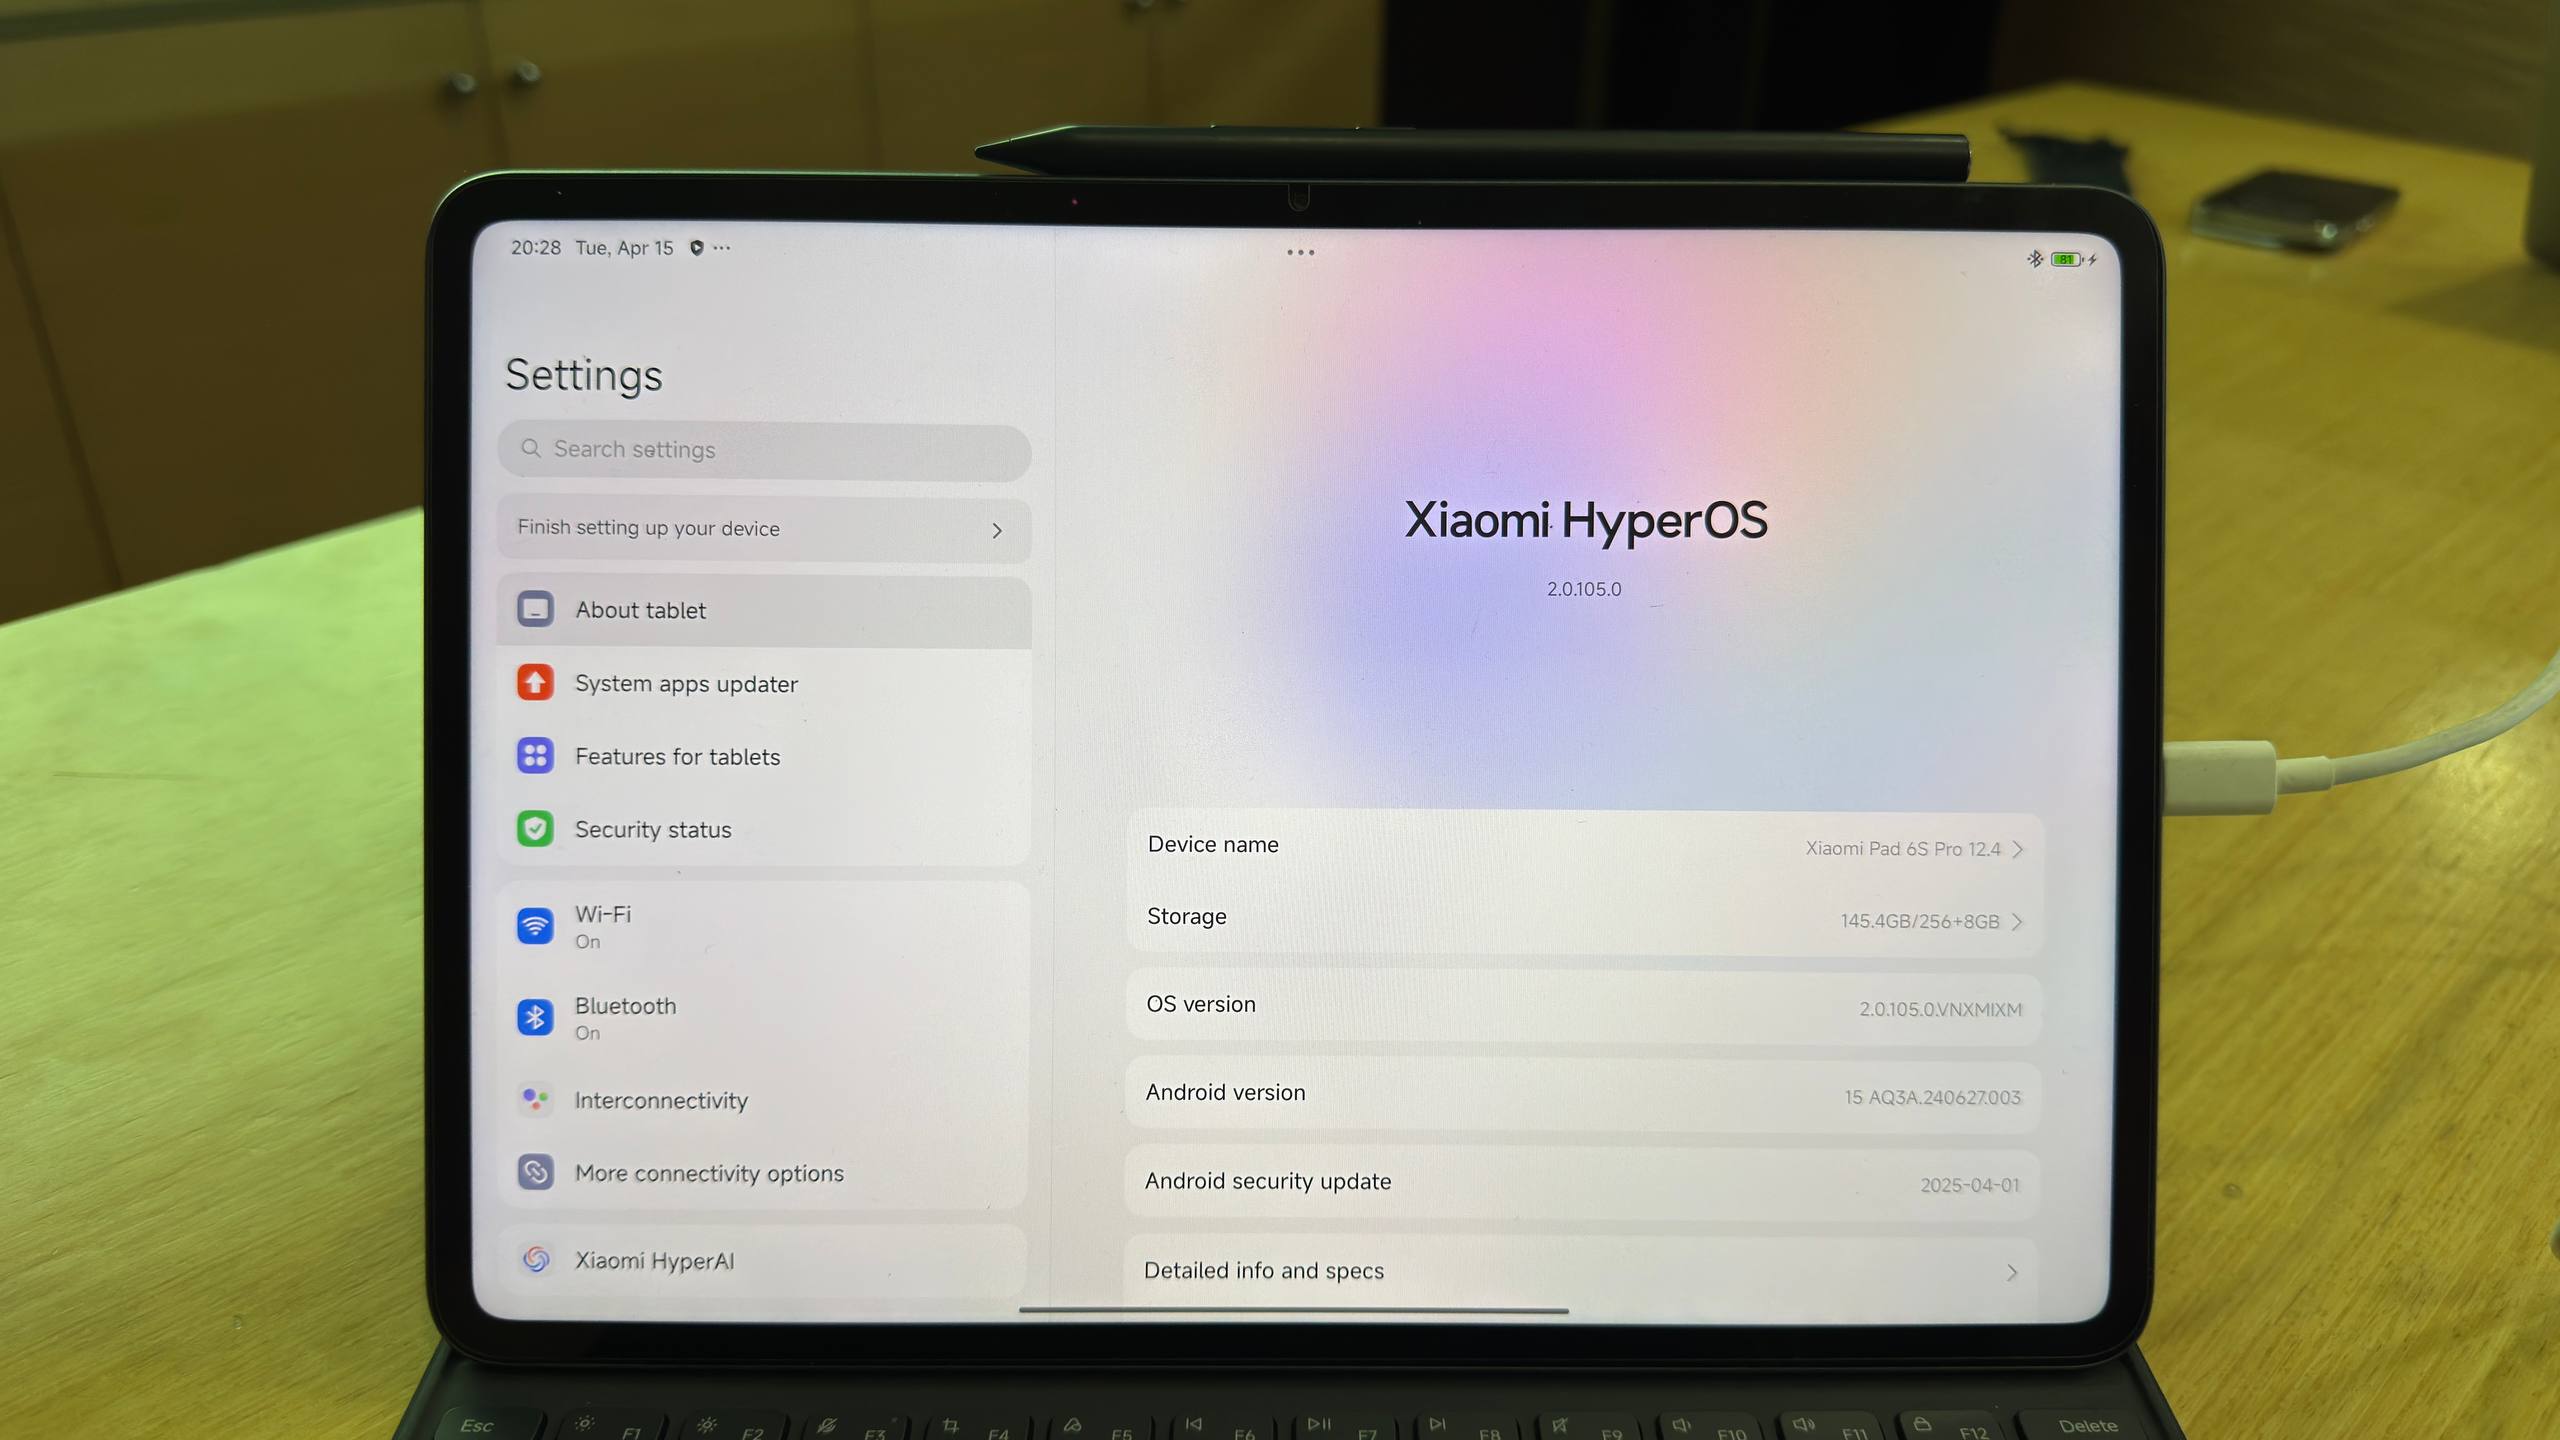 20:28 Tue, Apr 15 ...
81
Settings
Search settings
Finish setting up your device
About tablet
System apps updater
Features for tablets
Security status
Wi-Fi
On
Bluetooth
On
Interconnectivity
More connectivity options
Xiaomi HyperAI
Xiaomi HyperOS
2.0.105.0
Device name Xiaomi Pad 6S Pro 12.4
Storage 145.4GB/256+8GB
OS version 2.0.105.0.VNXMIXM
Android version 15 AQ3A.240627.003
Android security update 2025-04-01
Detailed info and specs
Esc F1 F2 F3 F4 F5 F6 F7 F8 F9 F10 F11 F12 Delete